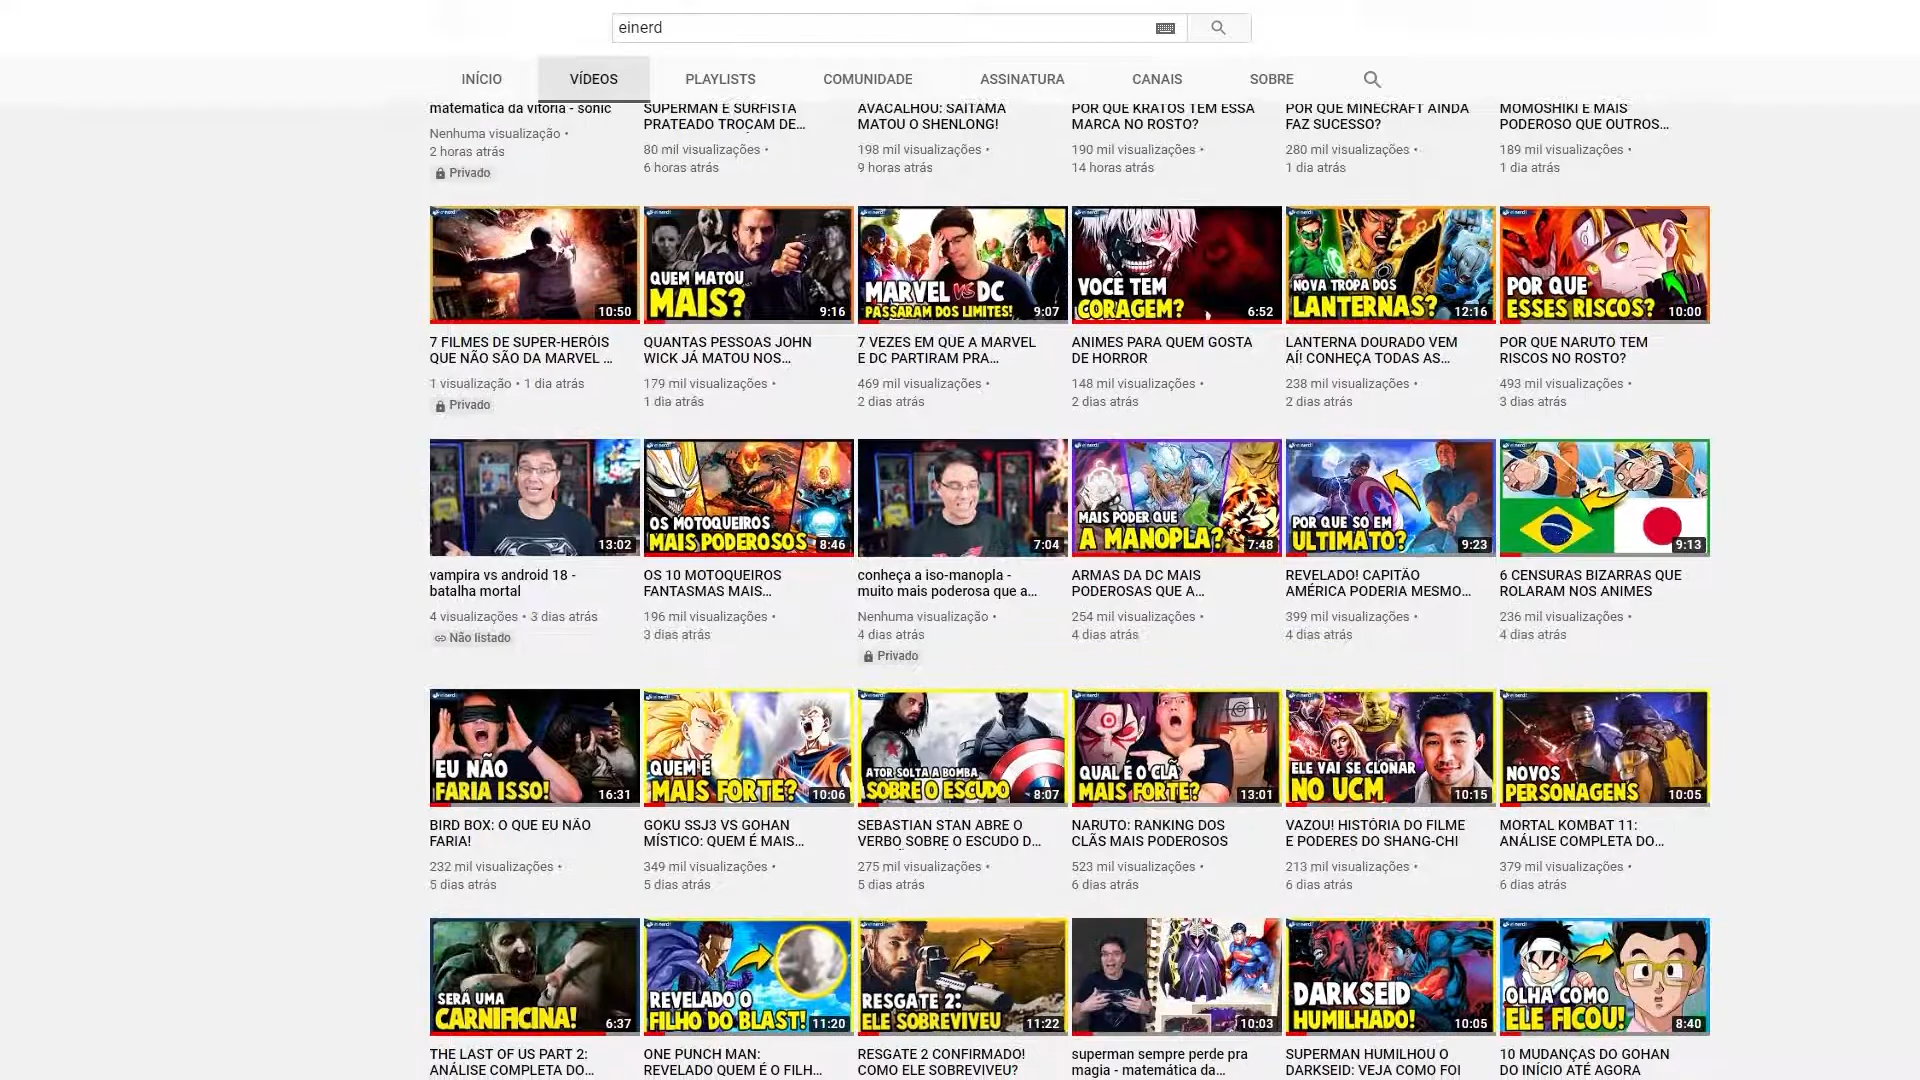 einerd
INÍCIO
VÍDEOS
PLAYLISTS
COMUNIDADE
ASSINATURA
CANAIS
SOBRE
matemática da vitória - sonic
Nenhuma visualização •
2 horas atrás
Privado
SUPERMAN E SURFISTA
PRATEADO TROCAM DE...
80 mil visualizações •
6 horas atrás
AVACALHOU: SAITAMA
MATOU O SHENLONG!
198 mil visualizações •
9 horas atrás
POR QUE KRATOS TEM ESSA
MARCA NO ROSTO?
190 mil visualizações •
14 horas atrás
POR QUE MINECRAFT AINDA
FAZ SUCESSO?
280 mil visualizações •
1 dia atrás
MOMOSHIKI É MAIS
PODEROSO QUE OUTROS...
189 mil visualizações •
1 dia atrás
10:50
7 FILMES DE SUPER-HERÓIS
QUE NÃO SÃO DA MARVEL ...
1 visualização • 1 dia atrás
Privado
QUEM MATOU
MAIS?
9:16
QUANTAS PESSOAS JOHN
WICK JÁ MATOU NOS...
179 mil visualizações •
1 dia atrás
MARVEL VS DC
PASSARAM DOS LIMITES!
9:07
7 VEZES EM QUE A MARVEL
E DC PARTIRAM PRA...
469 mil visualizações •
2 dias atrás
VOCÊ TEM
CORAGEM?
6:52
ANIMES PARA QUEM GOSTA
DE HORROR
148 mil visualizações •
2 dias atrás
NOVA TROPA DOS
LANTERNAS?
12:16
LANTERNA DOURADO VEM
AÍ! CONHEÇA TODAS AS...
238 mil visualizações •
2 dias atrás
POR QUE
ESSES RISCOS?
10:00
POR QUE NARUTO TEM
RISCOS NO ROSTO?
493 mil visualizações •
3 dias atrás
13:02
vampira vs android 18 -
batalha mortal
4 visualizações • 3 dias atrás
Não listado
OS MOTOQUEIROS
MAIS PODEROSOS
8:46
OS 10 MOTOQUEIROS
FANTASMAS MAIS...
196 mil visualizações •
3 dias atrás
7:04
conheça a iso-manopla -
muito mais poderosa que a...
Nenhuma visualização •
4 dias atrás
Privado
MAIS PODER QUE
A MANOPLA?
7:48
ARMAS DA DC MAIS
PODEROSAS QUE A...
254 mil visualizações •
4 dias atrás
POR QUE SÓ EM
ULTIMATO?
9:23
REVELADO! CAPITÃO
AMÉRICA PODERIA MESMO...
399 mil visualizações •
4 dias atrás
9:13
6 CENSURAS BIZARRAS QUE
ROLARAM NOS ANIMES
236 mil visualizações •
4 dias atrás
EU NÃO
FARIA ISSO!
16:31
BIRD BOX: O QUE EU NÃO
FARIA!
232 mil visualizações •
5 dias atrás
QUEM É
MAIS FORTE?
10:06
GOKU SSJ3 VS GOHAN
MÍSTICO: QUEM É MAIS...
349 mil visualizações •
5 dias atrás
ATOR SOLTA A BOMBA
SOBRE O ESCUDO
8:07
SEBASTIAN STAN ABRE O
VERBO SOBRE O ESCUDO D...
275 mil visualizações •
5 dias atrás
QUAL É O CLÃ
MAIS FORTE?
13:01
NARUTO: RANKING DOS
CLÃS MAIS PODEROSOS
523 mil visualizações •
6 dias atrás
ELE VAI SE CLONAR
NO UCM
10:15
VAZOU! HISTÓRIA DO FILME
E PODERES DO SHANG-CHI
213 mil visualizações •
6 dias atrás
NOVOS
PERSONAGENS
10:05
MORTAL KOMBAT 11:
ANÁLISE COMPLETA DO...
379 mil visualizações •
6 dias atrás
SERÁ UMA
CARNIFICINA!
6:37
THE LAST OF US PART 2:
ANÁLISE COMPLETA DO...
REVELADO O
FILHO DO BLAST!
11:20
ONE PUNCH MAN:
REVELADO QUEM É O FILH...
RESGATE 2:
ELE SOBREVIVEU
11:22
RESGATE 2 CONFIRMADO!
COMO ELE SOBREVIVEU?
10:03
superman sempre perde pra
magia - matemática da...
DARKSEID
HUMILHADO!
10:05
SUPERMAN HUMILHOU O
DARKSEID: VEJA COMO FOI
OLHA COMO
ELE FICOU!
8:40
10 MUDANÇAS DO GOHAN
DO INÍCIO ATÉ AGORA